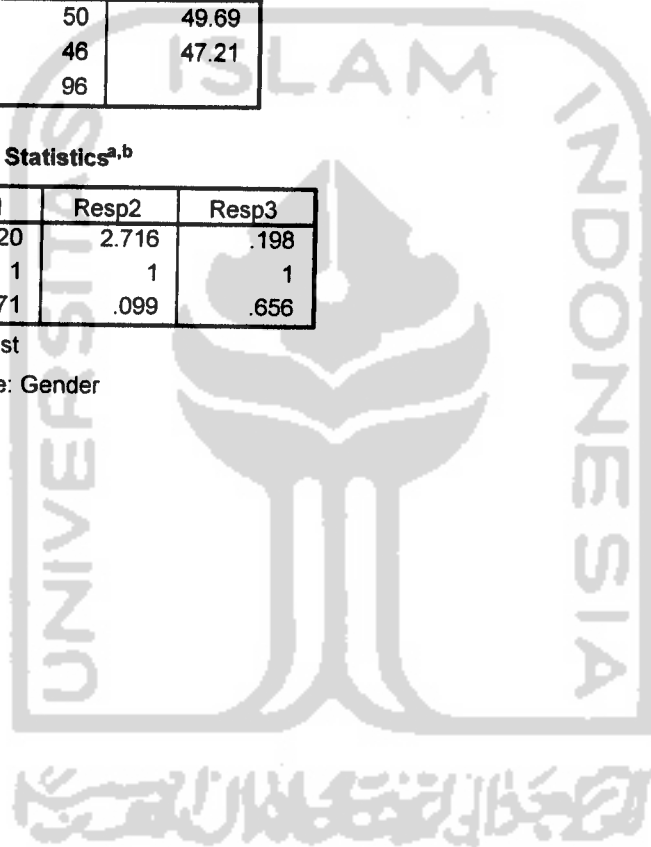 50 49.69
46 47.21
96
Statistics a,b
Resp2 Resp3
20 2.716 .198
1 1 1
71 .099 .656
st
e: Gender
ISLAM
UNIVERSITAS
INDONESIA